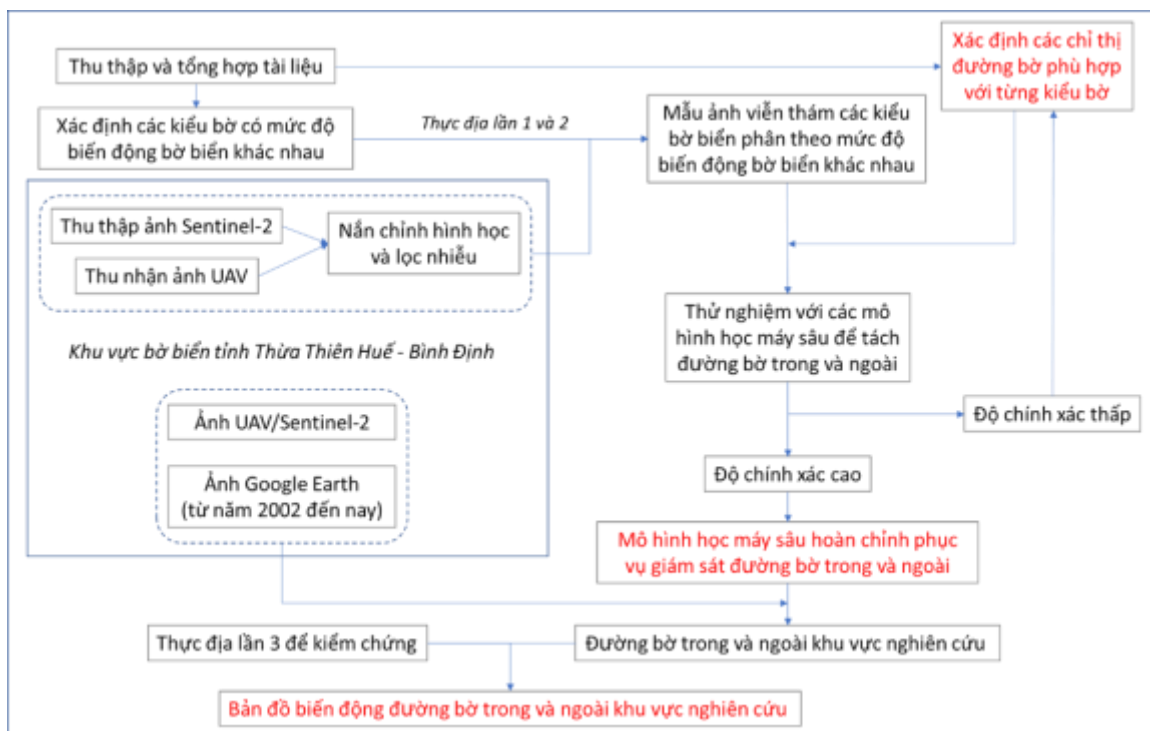 Thu thập và tổng hợp tài liệu
Xác định các chỉ thị
đường bờ phù hợp
với từng kiểu bờ
Xác định các kiểu bờ có mức độ
biến động bờ biển khác nhau
Thực địa lần 1 và 2
Mẫu ảnh viễn thám các kiểu
bờ biển phân theo mức độ
biến động bờ biển khác nhau
Thu thập ảnh Sentinel-2
Thu nhận ảnh UAV
Nắn chỉnh hình học
và lọc nhiễu
Khu vực bờ biển tỉnh Thừa Thiên Huế - Bình Định
Thử nghiệm với các mô
hình học máy sâu để tách
đường bờ trong và ngoài
Độ chính xác thấp
Ảnh UAV/Sentinel-2
Ảnh Google Earth
(từ năm 2002 đến nay)
Độ chính xác cao
Mô hình học máy sâu hoàn chỉnh phục
vụ giám sát đường bờ trong và ngoài
Thực địa lần 3 để kiểm chứng
Đường bờ trong và ngoài khu vực nghiên cứu
Bản đồ biến động đường bờ trong và ngoài khu vực nghiên cứu